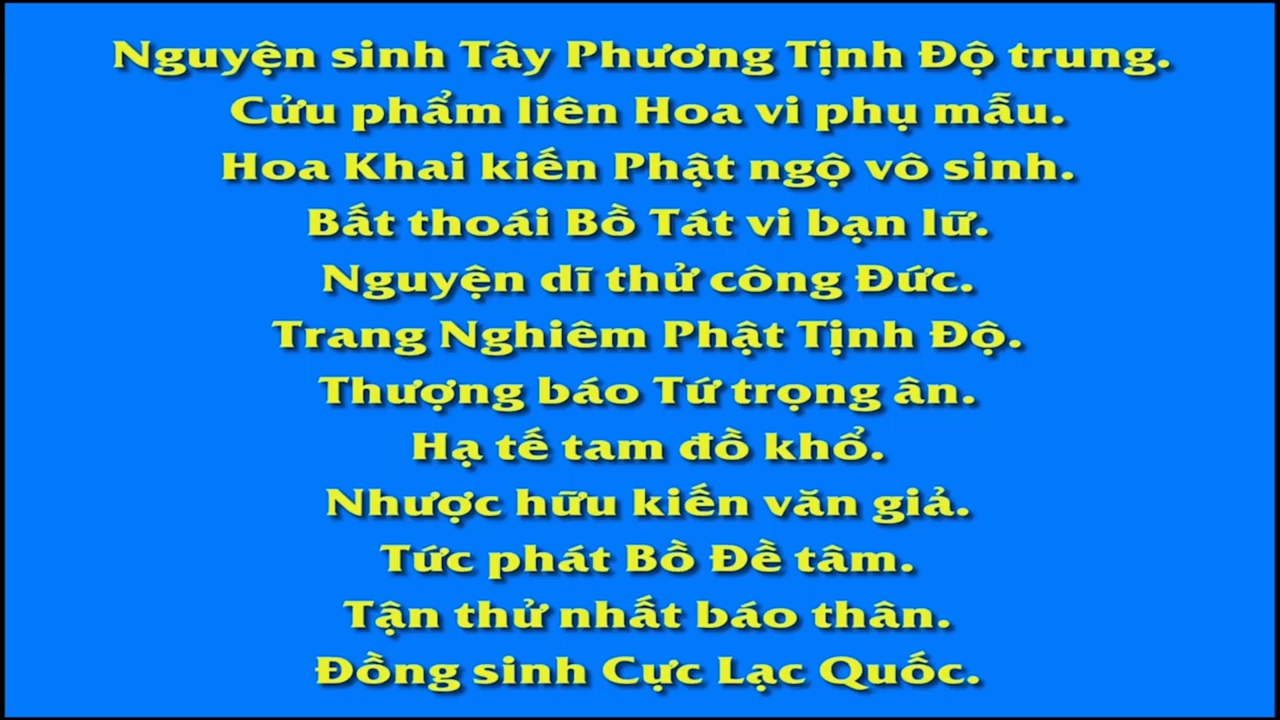 Nguyện sinh Tây Phương Tịnh Độ trung.
Cửu phẩm liên Hoa vi phụ mẫu.
Hoa Khai kiến Phật ngộ vô sinh.
Bất thoái Bồ Tát vi bạn lữ.
Nguyện dĩ thử công Đức.
Trang Nghiêm Phật Tịnh Độ.
Thượng báo Tứ trọng ân.
Hạ tế tam đồ khổ.
Nhược hữu kiến văn giả.
Tức phát Bồ Đề tâm.
Tận thử nhất báo thân.
Đồng sinh Cực Lạc Quốc.